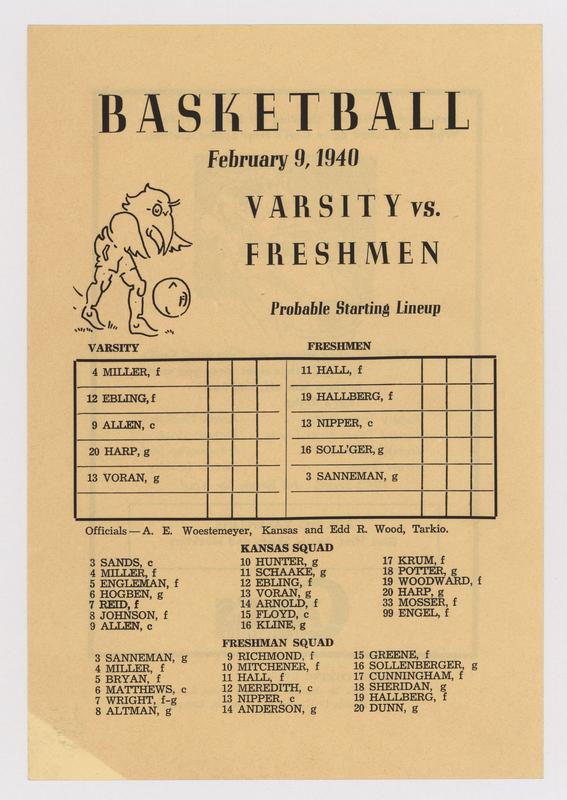 BASKETBALL
February 9, 1940
VARSITY vs.
FRESHMEN
Probable Starting Lineup
VARSITY FRESHMEN
4 MILLER, f 11 HALL, f
12 EBLING, f 19 HALLBERG, f
9 ALLEN, c 13 NIPPER, c
20 HARP, g 16 SOLL'GER, g
13 VORAN, g 3 SANNEMAN, g
Officials — A. E. Woestemeyer, Kansas and Edd R. Wood, Tarkio.
KANSAS SQUAD
3 SANDS, c
4 MILLER, f
5 ENGLEMAN, f
6 HOGBEN, g
7 REID, f
8 JOHNSON, f
9 ALLEN, c
10 HUNTER, g
11 SCHAAKE, g
12 EBLING, f
13 VORAN, g
14 ARNOLD, f
15 FLOYD, c
16 KLINE, g
17 KRUM, f
18 POTTER, g
19 WOODWARD, f
20 HARP, g
33 MOSSER, f
99 ENGEL, f
FRESHMAN SQUAD
3 SANNEMAN, g
4 MILLER, f
5 BRYAN, f
6 MATTHEWS, c
7 WRIGHT, f-g
8 ALTMAN, g
9 RICHMOND, f
10 MITCHENER, f
11 HALL, f
12 MEREDITH, c
13 NIPPER, c
14 ANDERSON, g
15 GREENE, f
16 SOLLENBERGER, g
17 CUNNINGHAM, f
18 SHERIDAN, g
19 HALLBERG, f
20 DUNN, g